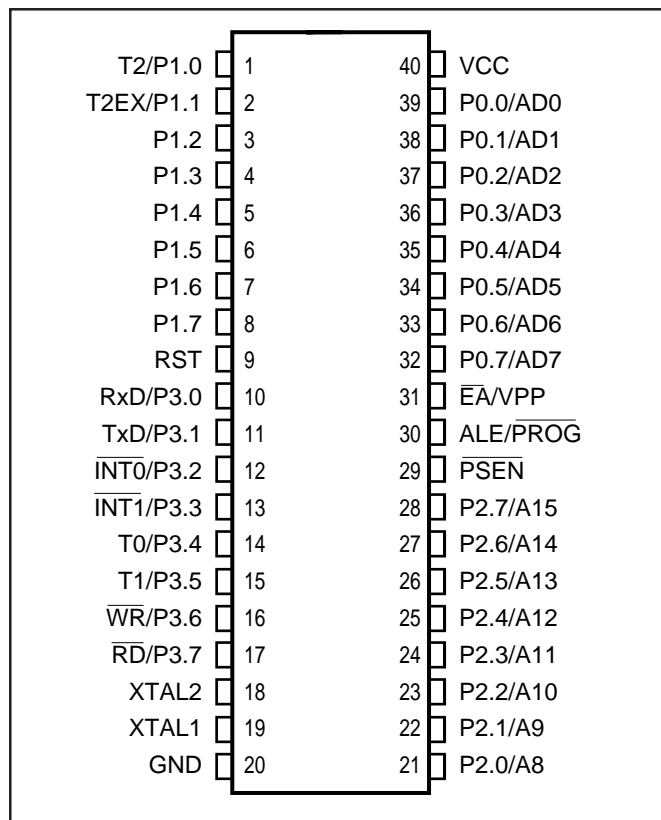 T2/P1.0 1 40 VCC
T2EX/P1.1 2 39 P0.0/AD0
P1.2 3 38 P0.1/AD1
P1.3 4 37 P0.2/AD2
P1.4 5 36 P0.3/AD3
P1.5 6 35 P0.4/AD4
P1.6 7 34 P0.5/AD5
P1.7 8 33 P0.6/AD6
RST 9 32 P0.7/AD7
RxD/P3.0 10 31 E̅A̅/VPP
TxD/P3.1 11 30 ALE/P̅R̅O̅G̅
I̅N̅T̅0̅/P3.2 12 29 P̅S̅E̅N̅
I̅N̅T̅1̅/P3.3 13 28 P2.7/A15
T0/P3.4 14 27 P2.6/A14
T1/P3.5 15 26 P2.5/A13
W̅R̅/P3.6 16 25 P2.4/A12
R̅D̅/P3.7 17 24 P2.3/A11
XTAL2 18 23 P2.2/A10
XTAL1 19 22 P2.1/A9
GND 20 21 P2.0/A8